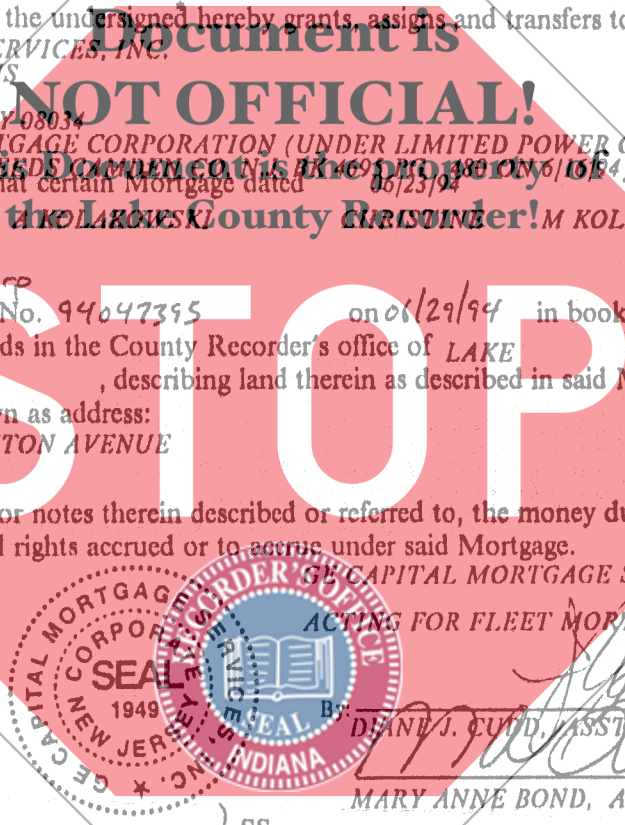 the undersigned hereby grants, assigns and transfers to
Document is
ERVICES, INC.
NOT OFFICIAL!
08034
GAGE CORPORATION (UNDER LIMITED POWER
This Document is the property of
hat certain Mortgage dated 06/23/94
the Lake County Recorder!
A KOLAKOWSKI CHRISTINE M KOL
No. 94047395 on 06/29/94 in book
STOP
ds in the County Recorder's office of LAKE
, describing land therein as described in said M
n as address:
TON AVENUE
or notes therein described or referred to, the money du
l rights accrued or to accrue under said Mortgage.
GE CAPITAL MORTGAGE S
ACTING FOR FLEET MOR
GE CAPITAL MORTGAGE SERVICES, INC.
CORPORATE
SEAL
1949
NEW JERSEY
RECORDER'S OFFICE
SEAL
INDIANA
By
DIANE J. CUDD, ASST
MARY ANNE BOND, A